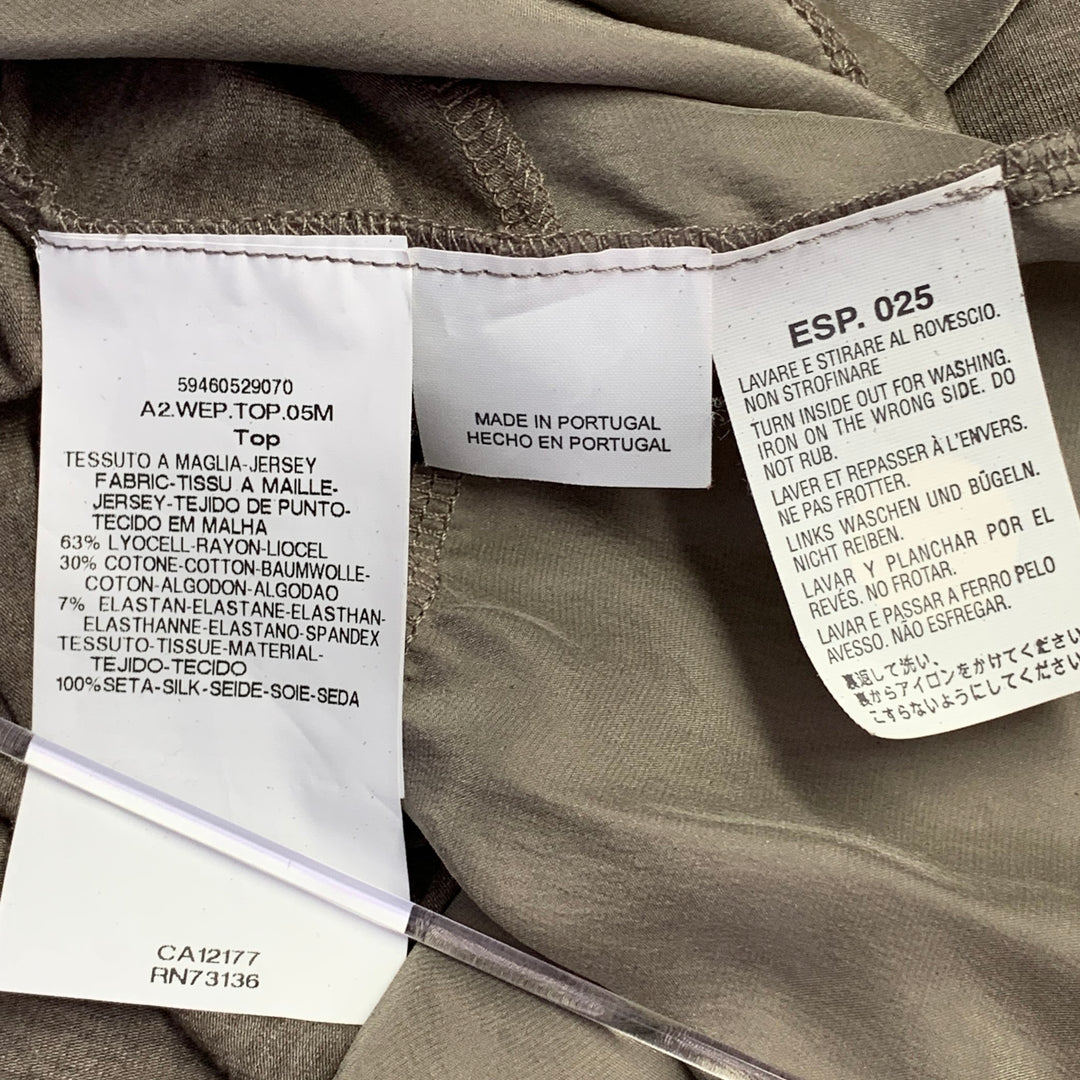 59460529070
A2.WEP.TOP.05M
Top
TESSUTO A MAGLIA-JERSEY
FABRIC-TISSU A MAILLE-
JERSEY-TEJIDO DE PUNTO-
TECIDO EM MALHA
63% LYOCELL-RAYON-LIOCEL
30% COTONE-COTTON-BAUMWOLLE-
COTON-ALGODON-ALGODAO
7% ELASTAN-ELASTANE-ELASTHAN-
ELASTHANNE-ELASTANO-SPANDEX
TESSUTO-TISSUE-MATERIAL-
TEJIDO-TECIDO
100%SETA-SILK-SEIDE-SOIE-SEDA
CA12177
RN73136
MADE IN PORTUGAL
HECHO EN PORTUGAL
ESP. 025
LAVARE E STIRARE AL ROVESCIO.
NON STROFINARE
TURN INSIDE OUT FOR WASHING.
IRON ON THE WRONG SIDE. DO
NOT RUB.
LAVER ET REPASSER À L'ENVERS.
NE PAS FROTTER.
LINKS WASCHEN UND BÜGELN.
NICHT REIBEN.
LAVAR Y PLANCHAR POR EL
REVÉS. NO FROTAR.
LAVAR E PASSAR A FERRO PELO
AVESSO. NÃO ESFREGAR.
裏返して洗い、
裏からアイロンをかけてください
こすらないようにしてください